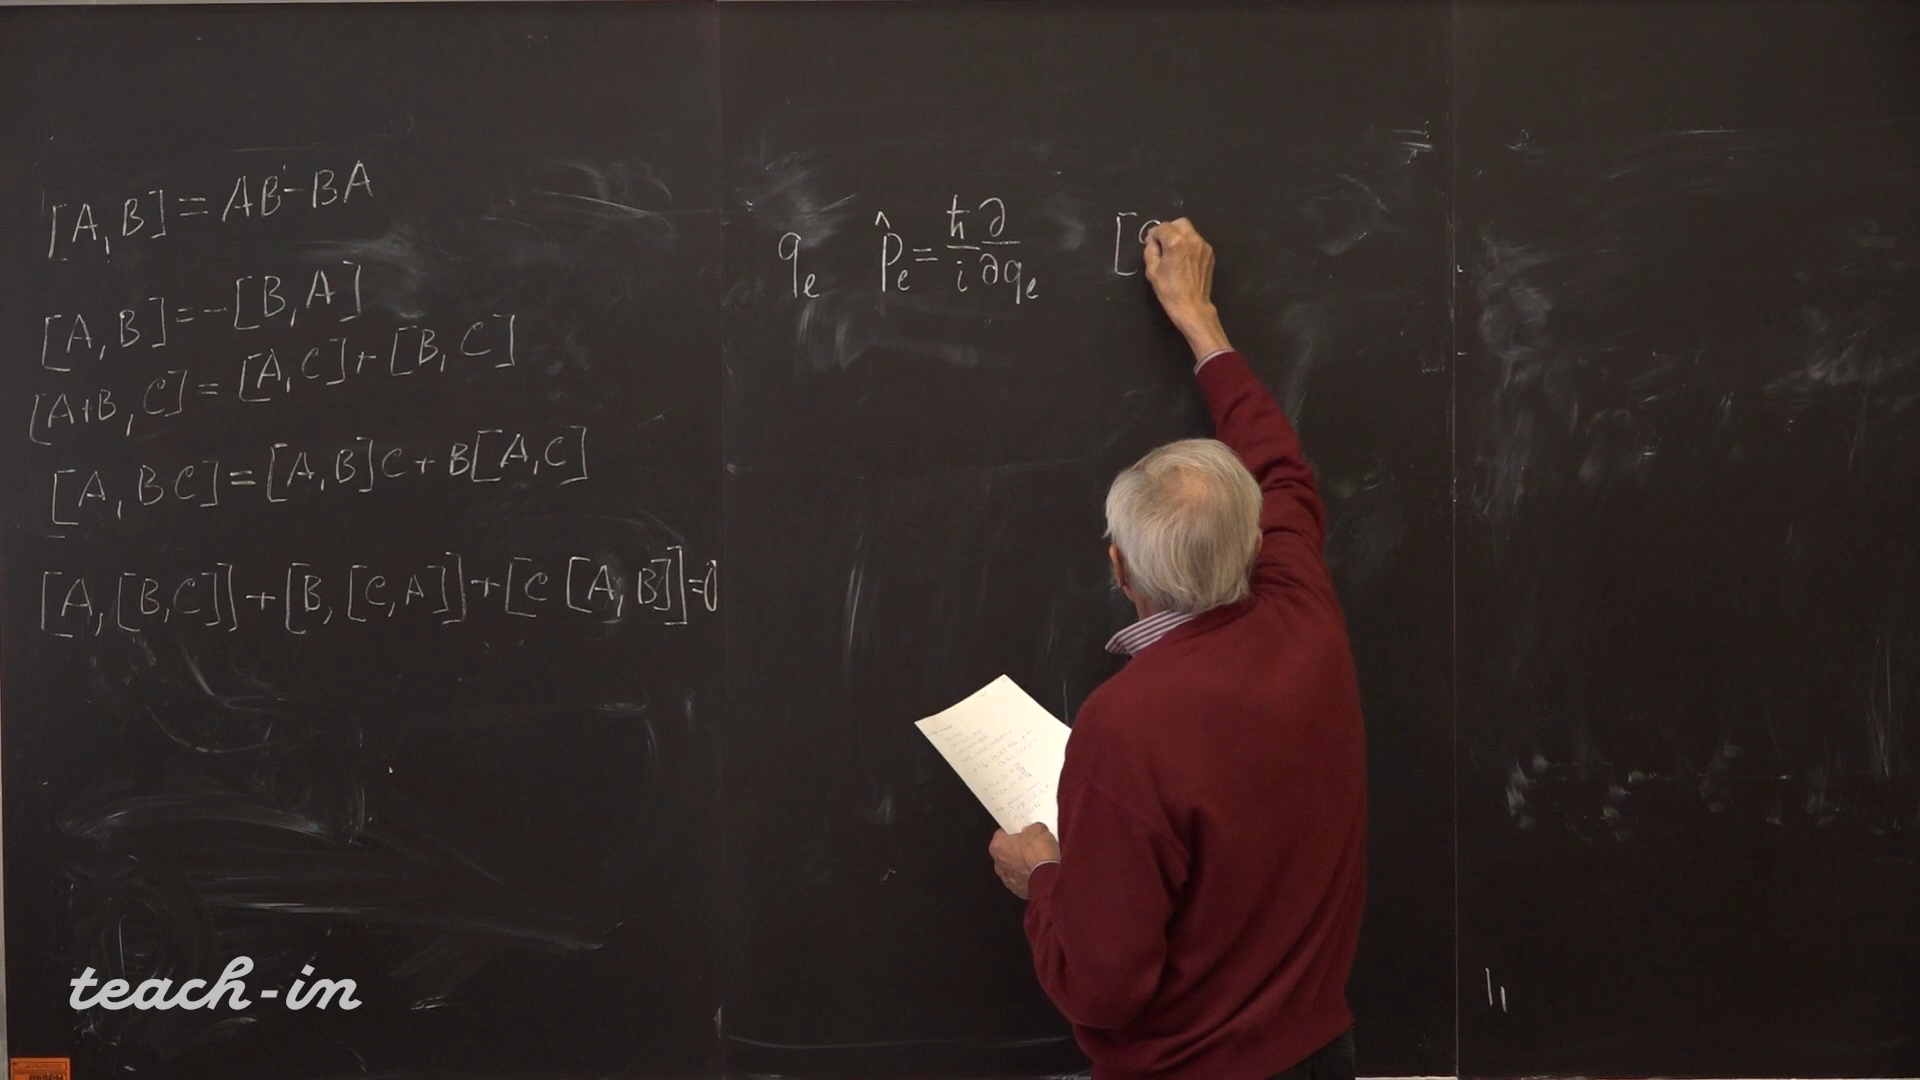 [A,B]=AB-BA
[A,B]=-[B,A]
[A+B,C]=[A,C]+[B,C]
[A,BC]=[A,B]C+B[A,C]
[A,[B,C]]+[B,[C,A]]+[C[A,B]]=0
qₑ p̂ₑ=ħ/i ∂/∂qₑ [q
teach-in